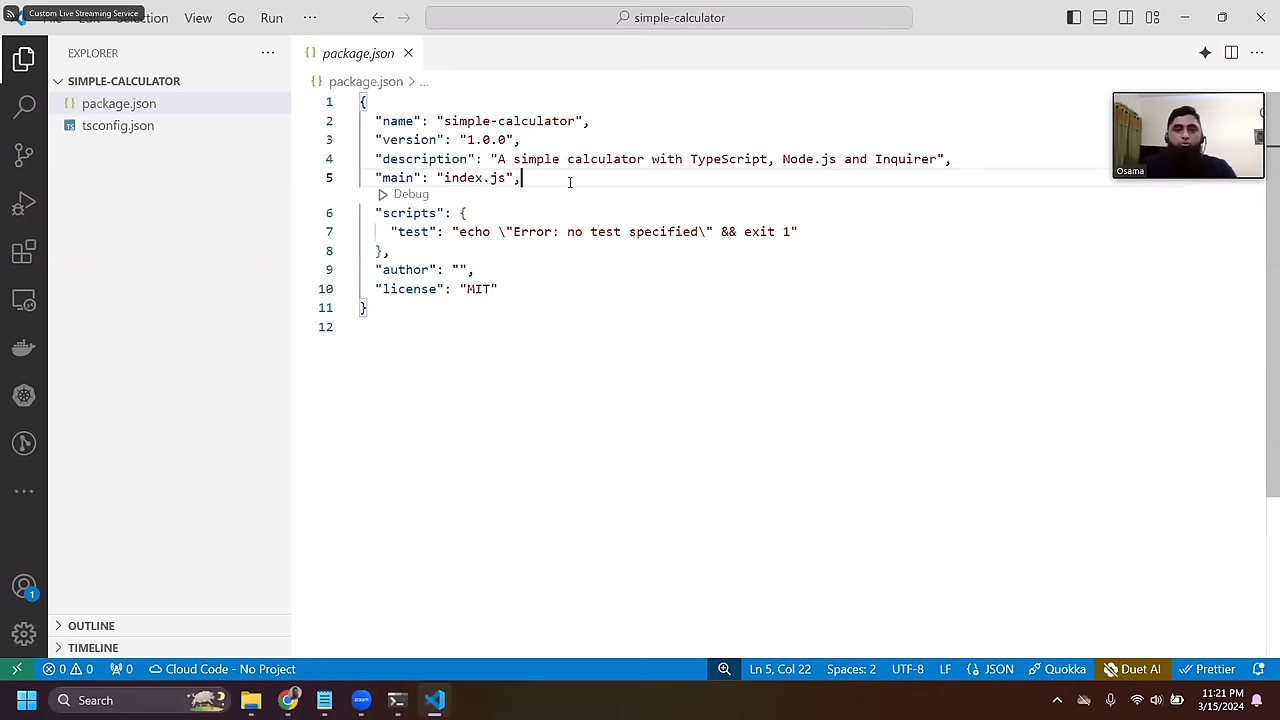 Custom Live Streaming Service
Selection View Go Run ···
simple-calculator
EXPLORER ···
SIMPLE-CALCULATOR
{} package.json
TS tsconfig.json
OUTLINE
TIMELINE
{} package.json
{} package.json > ...
1 {
2 "name": "simple-calculator",
3 "version": "1.0.0",
4 "description": "A simple calculator with TypeScript, Node.js and Inquirer",
5 "main": "index.js",
Debug
6 "scripts": {
7 "test": "echo \"Error: no test specified\" && exit 1"
8 },
9 "author": "",
10 "license": "MIT"
11 }
12
Osama
1
0 0 0 Cloud Code - No Project Ln 5, Col 22 Spaces: 2 UTF-8 LF {} JSON Quokka Duet AI Prettier
Search zoom 11:21 PM
3/15/2024